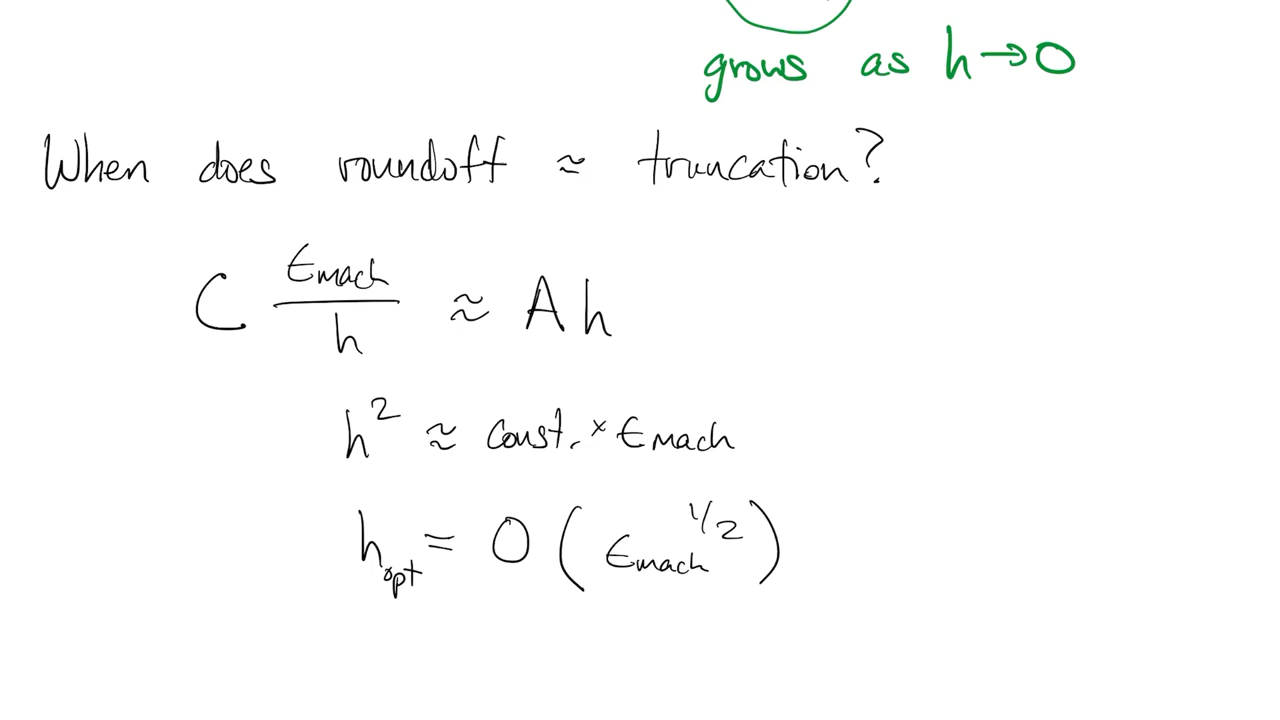 grows as h→0
When does roundoff ≈ truncation?
C ϵmach/h ≈ A h
h² ≈ const. × ϵmach
h_opt = O(ϵmach^1/2)